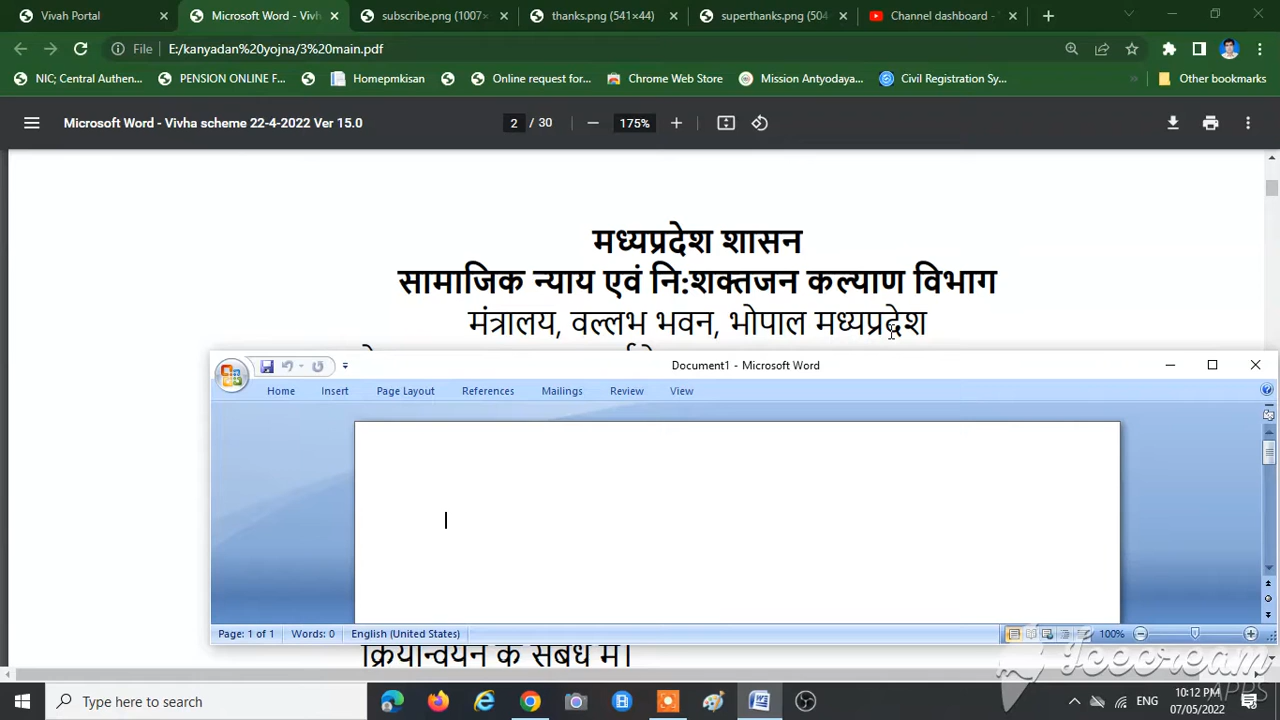 Vivah Portal
Microsoft Word - Vivh
subscribe.png (1007×
thanks.png (541×44)
superthanks.png (504
Channel dashboard -
File
E:/kanyadan%20yojna/3%20main.pdf
NIC; Central Authen...
PENSION ONLINE F...
Homepmkisan
Online request for...
Chrome Web Store
Mission Antyodaya...
Civil Registration Sy...
Other bookmarks
Microsoft Word - Vivha scheme 22-4-2022 Ver 15.0
2 / 30
175%
मध्यप्रदेश शासन
सामाजिक न्याय एवं नि:शक्तजन कल्याण विभाग
मंत्रालय, वल्लभ भवन, भोपाल मध्यप्रदेश
Document1 - Microsoft Word
Home Insert Page Layout References Mailings Review View
Page: 1 of 1 Words: 0 English (United States) 100%
क्रियान्वयन के संबंध में।
Icecream
APPS
Type here to search
ENG
10:12 PM
07/05/2022